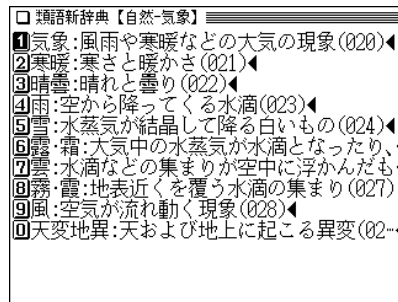 類語新辞典【自然-気象】
1気象:風雨や寒暖などの大気の現象(020)◀
2寒暖:寒さと暖かさ(021)◀
3晴曇:晴れと曇り(022)◀
4雨:空から降ってくる水滴(023)◀
5雪:水蒸気が結晶して降る白いもの(024)◀
6露・霜:大気中の水蒸気が水滴となったり、…
7雲:水滴などの集まりが空中に浮かんだも…
8霧・霞:地表近くを覆う水滴の集まり(027)
9風:空気が流れ動く現象(028)◀
0天変地異:天および地上に起こる異変(02…◀